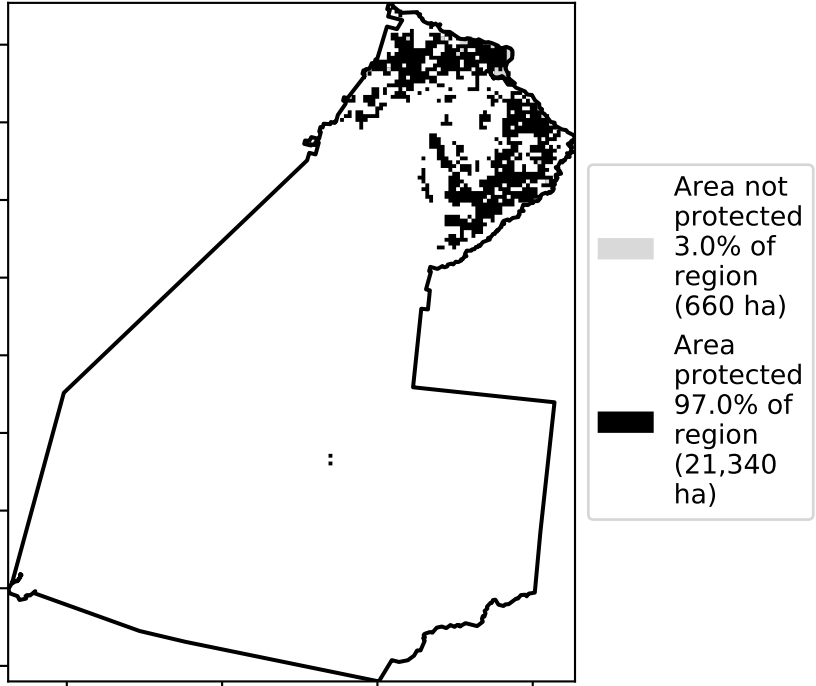 Area not
protected
3.0% of
region
(660 ha)
Area
protected
97.0% of
region
(21,340
ha)